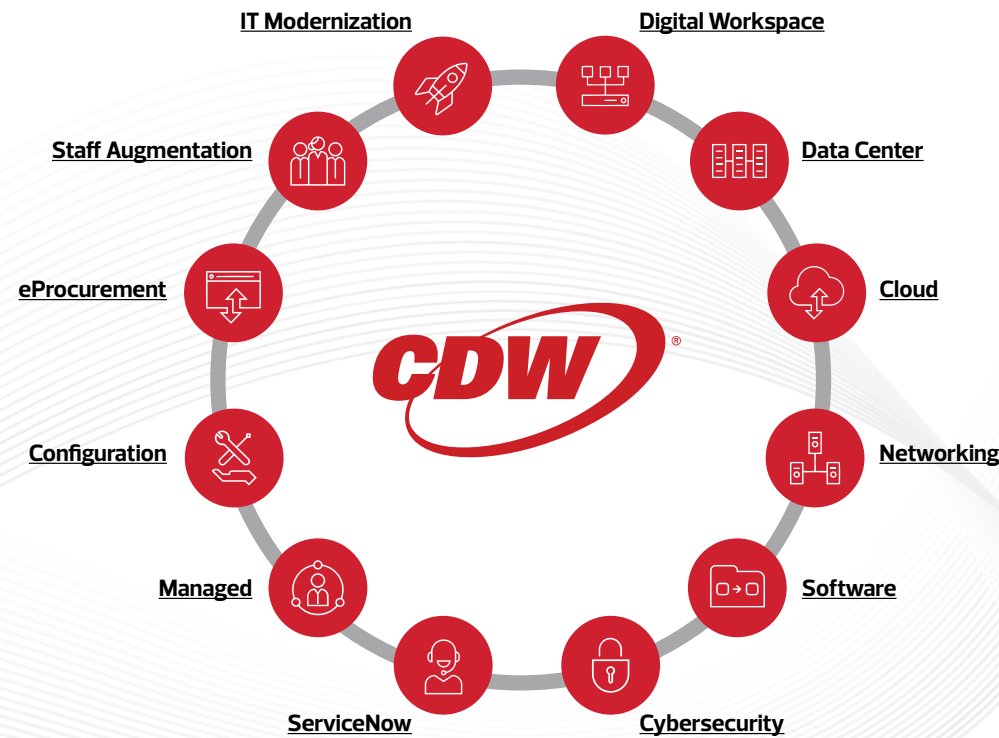 IT Modernization
Digital Workspace
Staff Augmentation
Data Center
eProcurement
Cloud
CDW®
Configuration
Networking
Managed
Software
ServiceNow
Cybersecurity